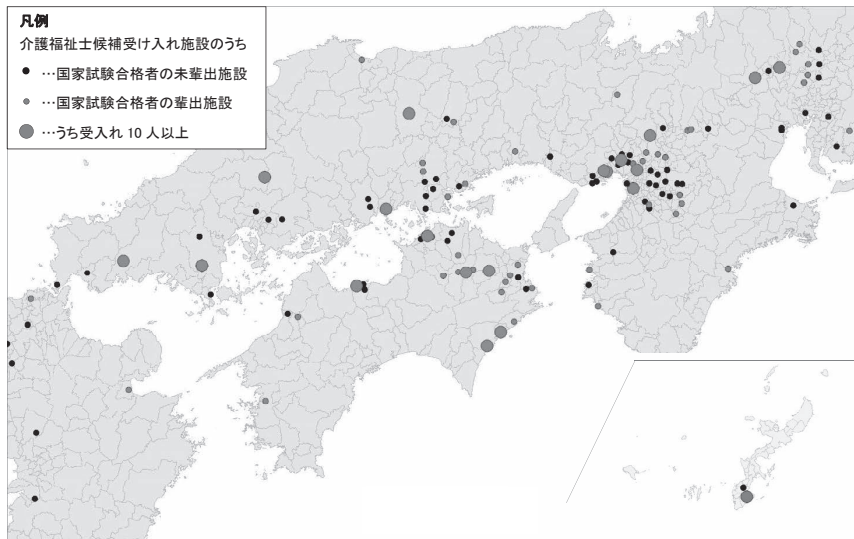 凡例
介護福祉士候補受け入れ施設のうち
…国家試験合格者の未輩出施設
…国家試験合格者の輩出施設
…うち受入れ 10 人以上